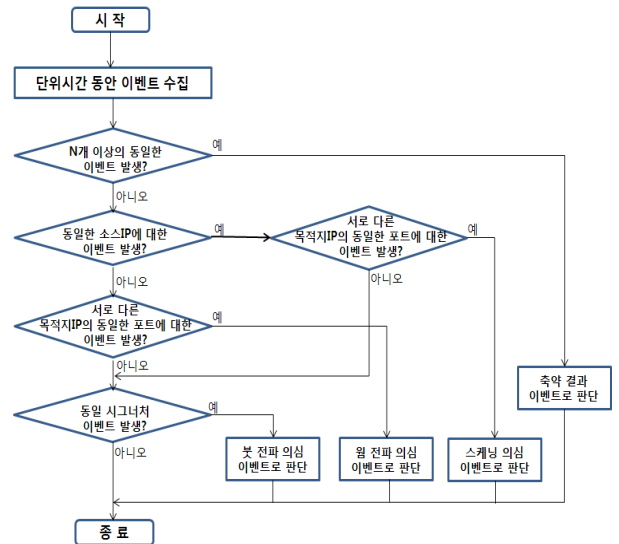 시 작
단위시간 동안 이벤트 수집
N개 이상의 동일한
이벤트 발생?
예
아니오
동일한 소스IP에 대한
이벤트 발생?
예
서로 다른
목적지IP의 동일한 포트에 대한
이벤트 발생?
예
아니오
아니오
서로 다른
목적지IP의 동일한 포트에 대한
이벤트 발생?
예
아니오
동일 시그너처
이벤트 발생?
예
아니오
붓 전파 의심
이벤트로 판단
웜 전파 의심
이벤트로 판단
스케닝 의심
이벤트로 판단
축약 결과
이벤트로 판단
종 료